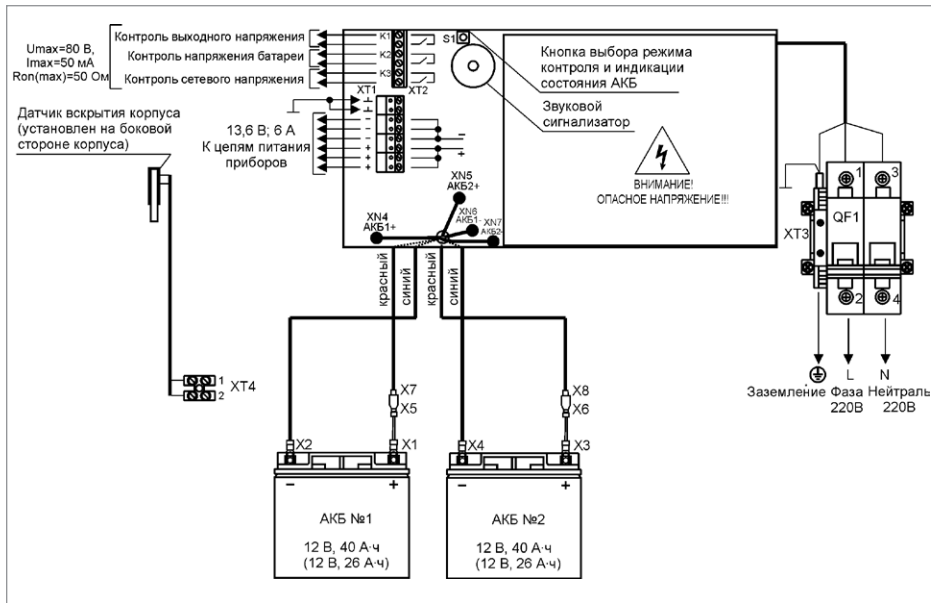 Umax=80 В,
Imax=50 мА
Ron(max)=50 Ом
Контроль выходного напряжения
Контроль напряжения батареи
Контроль сетевого напряжения
K1
K2
K3
XT1
XT2
S1
Кнопка выбора режима
контроля и индикации
состояния АКБ
Звуковой
сигнализатор
ВНИМАНИЕ!
ОПАСНОЕ НАПРЯЖЕНИЕ!!!
Датчик вскрытия корпуса
(установлен на боковой
стороне корпуса)
13,6 В; 6 А
К цепям питания
приборов
–
–
–
+
+
+
–
+
XN5
АКБ2+
XN4
АКБ1+
XN6
АКБ1-
XN7
АКБ2-
красный
синий
красный
синий
1
3
QF1
XT3
2
4
L
N
Заземление
Фаза
220В
Нейтраль
220В
1
2
XT4
X7
X5
X8
X6
X2
X1
X4
X3
–
+
–
+
АКБ №1
12 В, 40 А·ч
(12 В, 26 А·ч)
АКБ №2
12 В, 40 А·ч
(12 В, 26 А·ч)